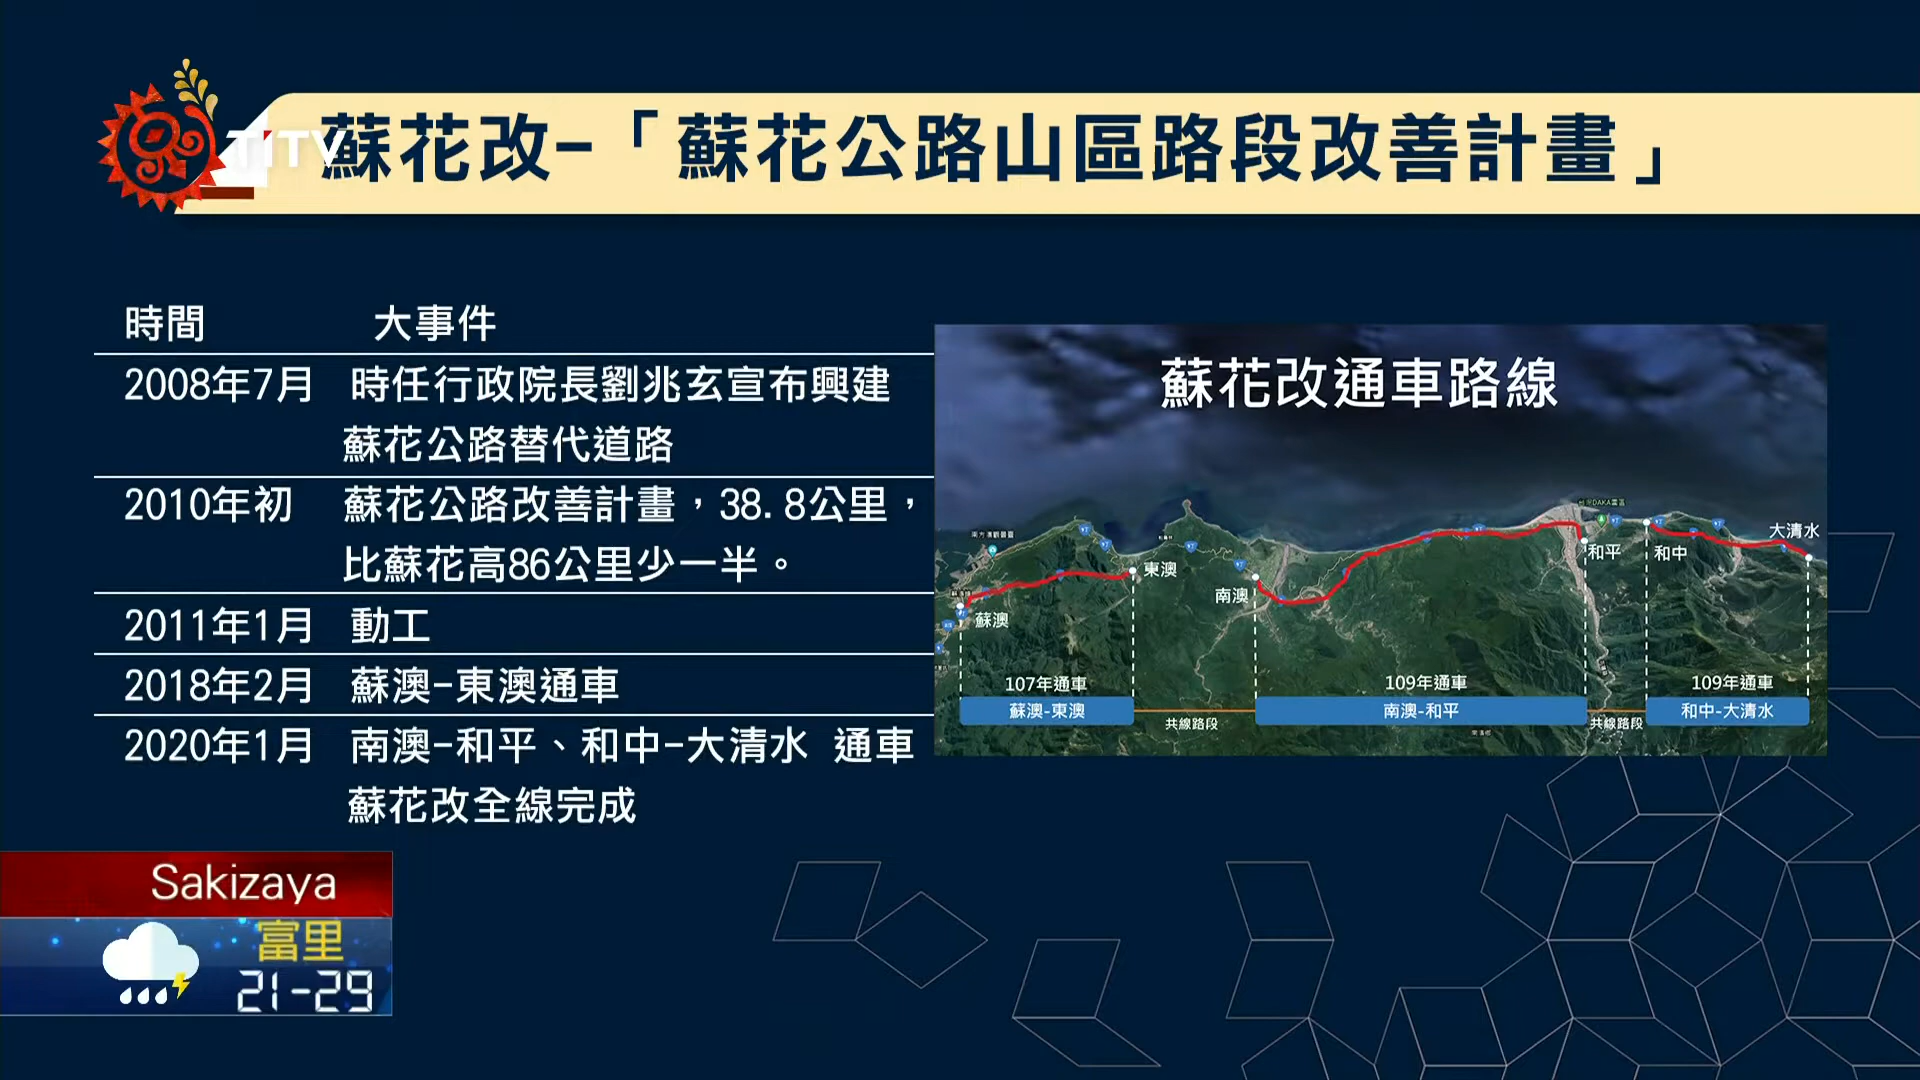 TiTV
蘇花改-「蘇花公路山區路段改善計畫」
時間 大事件
2008年7月 時任行政院長劉兆玄宣布興建
蘇花公路替代道路
2010年初 蘇花公路改善計畫，38.8公里，
比蘇花高86公里少一半。
2011年1月 動工
2018年2月 蘇澳-東澳通車
2020年1月 南澳-和平、和中-大清水 通車
蘇花改全線完成
蘇花改通車路線
大清水
和平
和中
東澳
南澳
蘇澳
107年通車
109年通車
109年通車
蘇澳-東澳
南澳-和平
和中-大清水
共線路段
共線路段
Sakizaya
富里
21-29